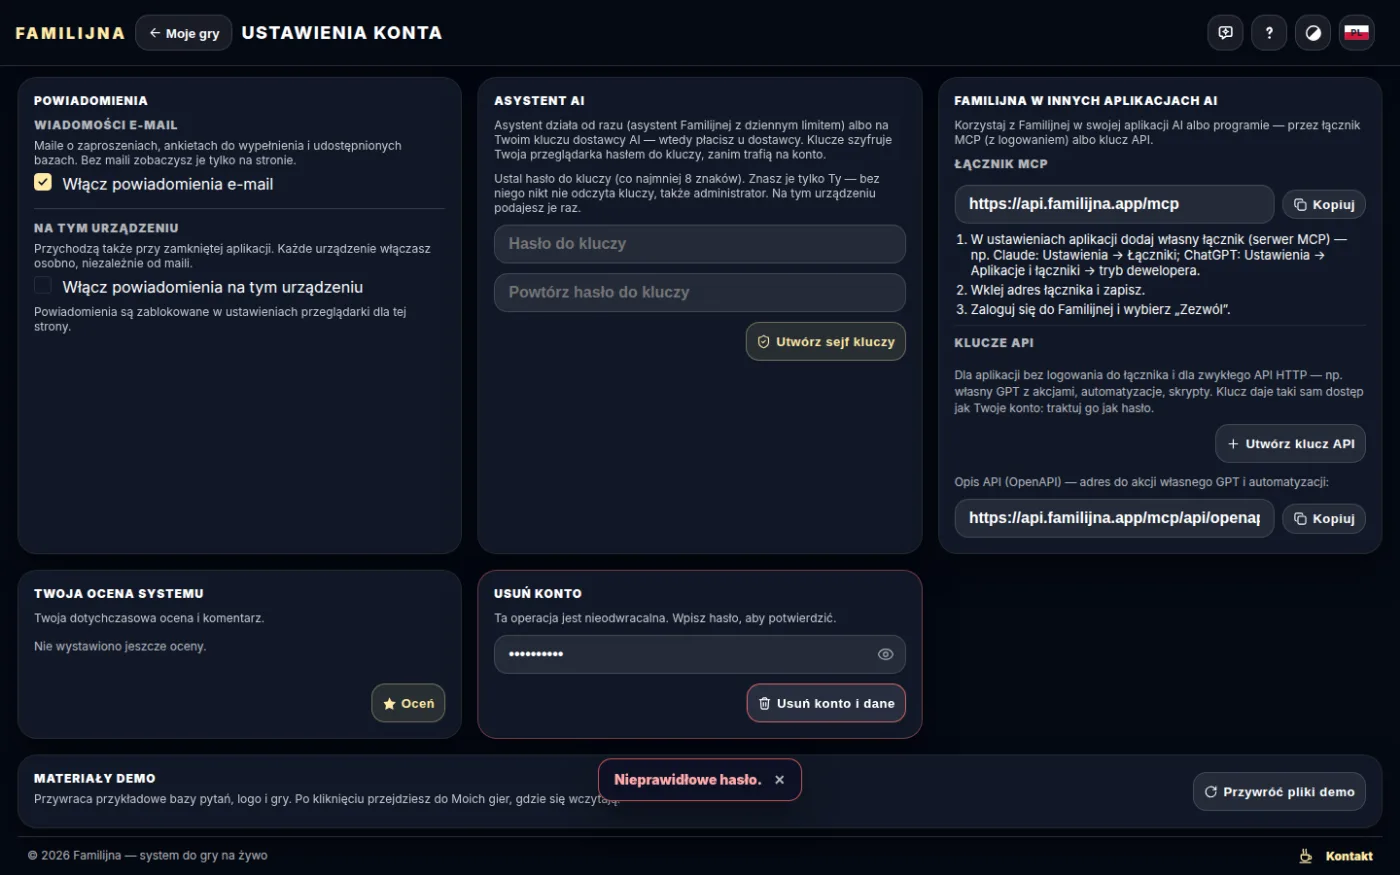 FAMILIJNA
← Moje gry
USTAWIENIA KONTA
?
PL
POWIADOMIENIA
WIADOMOŚCI E-MAIL
Maile o zaproszeniach, ankietach do wypełnienia i udostępnionych
bazach. Bez maili zobaczysz je tylko na stronie.
Włącz powiadomienia e-mail
NA TYM URZĄDZENIU
Przychodzą także przy zamkniętej aplikacji. Każde urządzenie włączasz
osobno, niezależnie od maili.
Włącz powiadomienia na tym urządzeniu
Powiadomienia są zablokowane w ustawieniach przeglądarki dla tej
strony.
ASYSTENT AI
Asystent działa od razu (asystent Familijnej z dziennym limitem) albo na
Twoim kluczu dostawcy AI — wtedy płacisz u dostawcy. Klucze szyfruje
Twoja przeglądarka hasłem do kluczy, zanim trafią na konto.
Ustal hasło do kluczy (co najmniej 8 znaków). Znasz je tylko Ty — bez
niego nikt nie odczyta kluczy, także administrator. Na tym urządzeniu
podajesz je raz.
Hasło do kluczy
Powtórz hasło do kluczy
Utwórz sejf kluczy
FAMILIJNA W INNYCH APLIKACJACH AI
Korzystaj z Familijnej w swojej aplikacji AI albo programie — przez łącznik
MCP (z logowaniem) albo klucz API.
ŁĄCZNIK MCP
https://api.familijna.app/mcp
Kopiuj
1. W ustawieniach aplikacji dodaj własny łącznik (serwer MCP) —
np. Claude: Ustawienia → Łączniki; ChatGPT: Ustawienia →
Aplikacje i łączniki → tryb dewelopera.
2. Wklej adres łącznika i zapisz.
3. Zaloguj się do Familijnej i wybierz „Zezwól”.
KLUCZE API
Dla aplikacji bez logowania do łącznika i dla zwykłego API HTTP — np.
własny GPT z akcjami, automatyzacje, skrypty. Klucz daje taki sam dostęp
jak Twoje konto: traktuj go jak hasło.
+ Utwórz klucz API
Opis API (OpenAPI) — adres do akcji własnego GPT i automatyzacji:
https://api.familijna.app/mcp/api/openap
Kopiuj
TWOJA OCENA SYSTEMU
Twoja dotychczasowa ocena i komentarz.
Nie wystawiono jeszcze oceny.
Oceń
USUŃ KONTO
Ta operacja jest nieodwracalna. Wpisz hasło, aby potwierdzić.
••••••••••
Usuń konto i dane
MATERIAŁY DEMO
Przywraca przykładowe bazy pytań, logo i gry. Po kliknięciu przejdziesz do Moich gier, gdzie się wczytają.
Nieprawidłowe hasło. ×
Przywróć pliki demo
© 2026 Familijna — system do gry na żywo
Kontakt